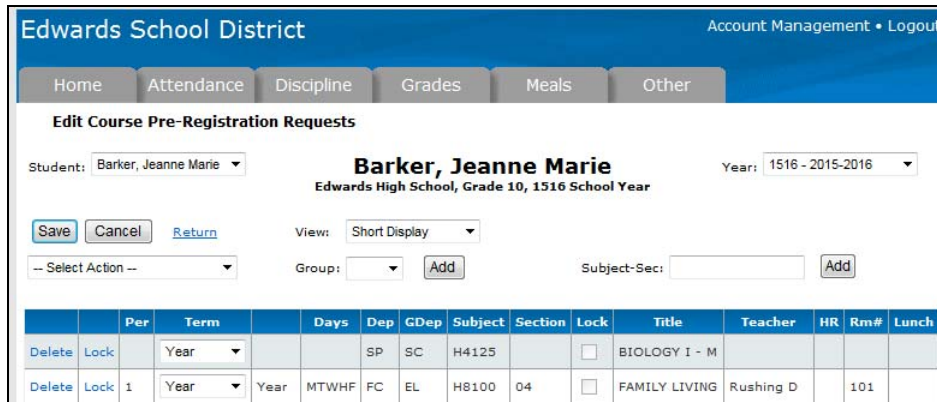 Edwards School District Account Management • Logout
Home Attendance Discipline Grades Meals Other
Edit Course Pre-Registration Requests
Student: Barker, Jeanne Marie Barker, Jeanne Marie Year: 1516 - 2015-2016
Edwards High School, Grade 10, 1516 School Year
Save Cancel Return View: Short Display
-- Select Action -- Group: Add Subject-Sec: Add
Per Term Days Dep GDep Subject Section Lock Title Teacher HR Rm# Lunch
Delete Lock Year SP SC H4125 BIOLOGY I - M
Delete Lock 1 Year Year MTWHF FC EL H8100 04 FAMILY LIVING Rushing D 101